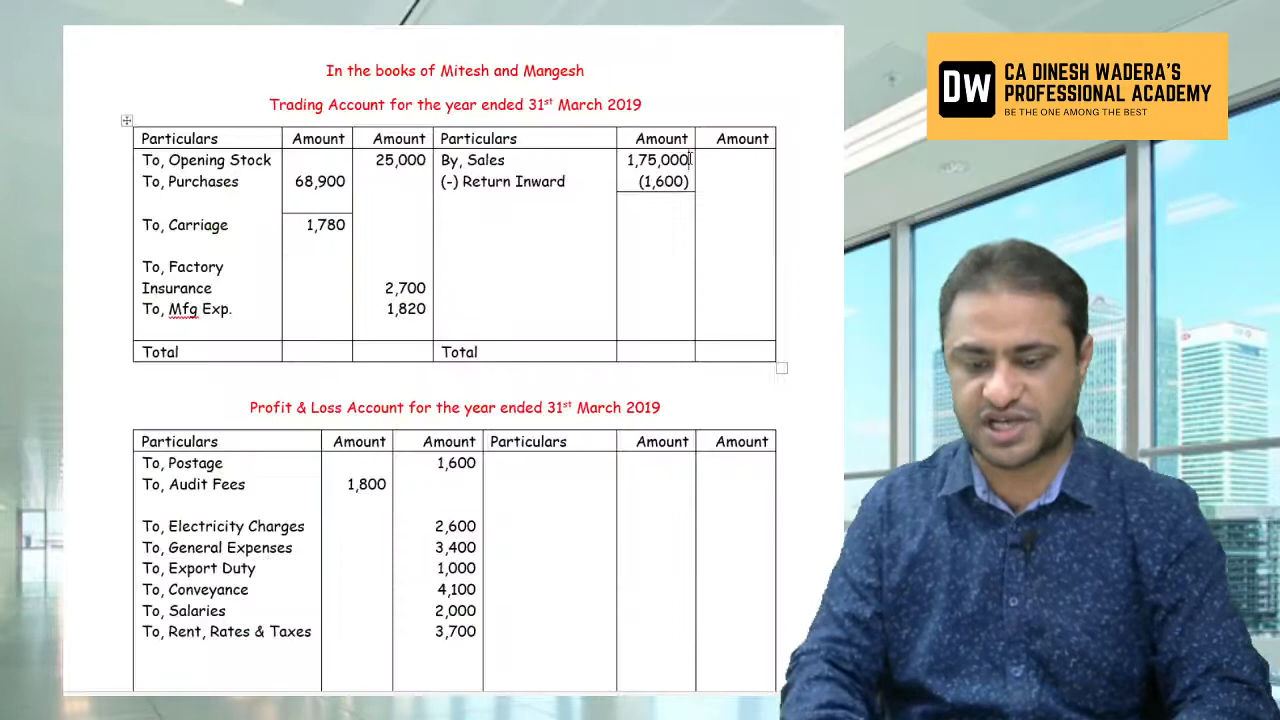 In the books of Mitesh and Mangesh
Trading Account for the year ended 31st March 2019
Particulars Amount Amount Particulars Amount Amount
To, Opening Stock 25,000 By, Sales 1,75,000
To, Purchases 68,900 (-) Return Inward (1,600)
To, Carriage 1,780
To, Factory
Insurance 2,700
To, Mfg Exp. 1,820
Total Total
Profit & Loss Account for the year ended 31st March 2019
Particulars Amount Amount Particulars Amount Amount
To, Postage 1,600
To, Audit Fees 1,800
To, Electricity Charges 2,600
To, General Expenses 3,400
To, Export Duty 1,000
To, Conveyance 4,100
To, Salaries 2,000
To, Rent, Rates & Taxes 3,700
DW
CA DINESH WADERA'S
PROFESSIONAL ACADEMY
BE THE ONE AMONG THE BEST